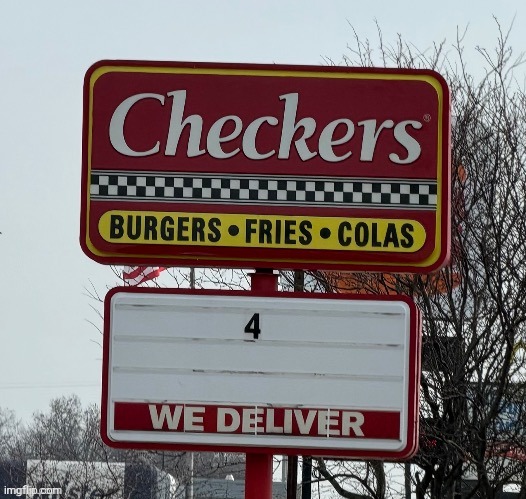 Checkers®
BURGERS • FRIES • COLAS
4
WE DELIVER
imgflip.com